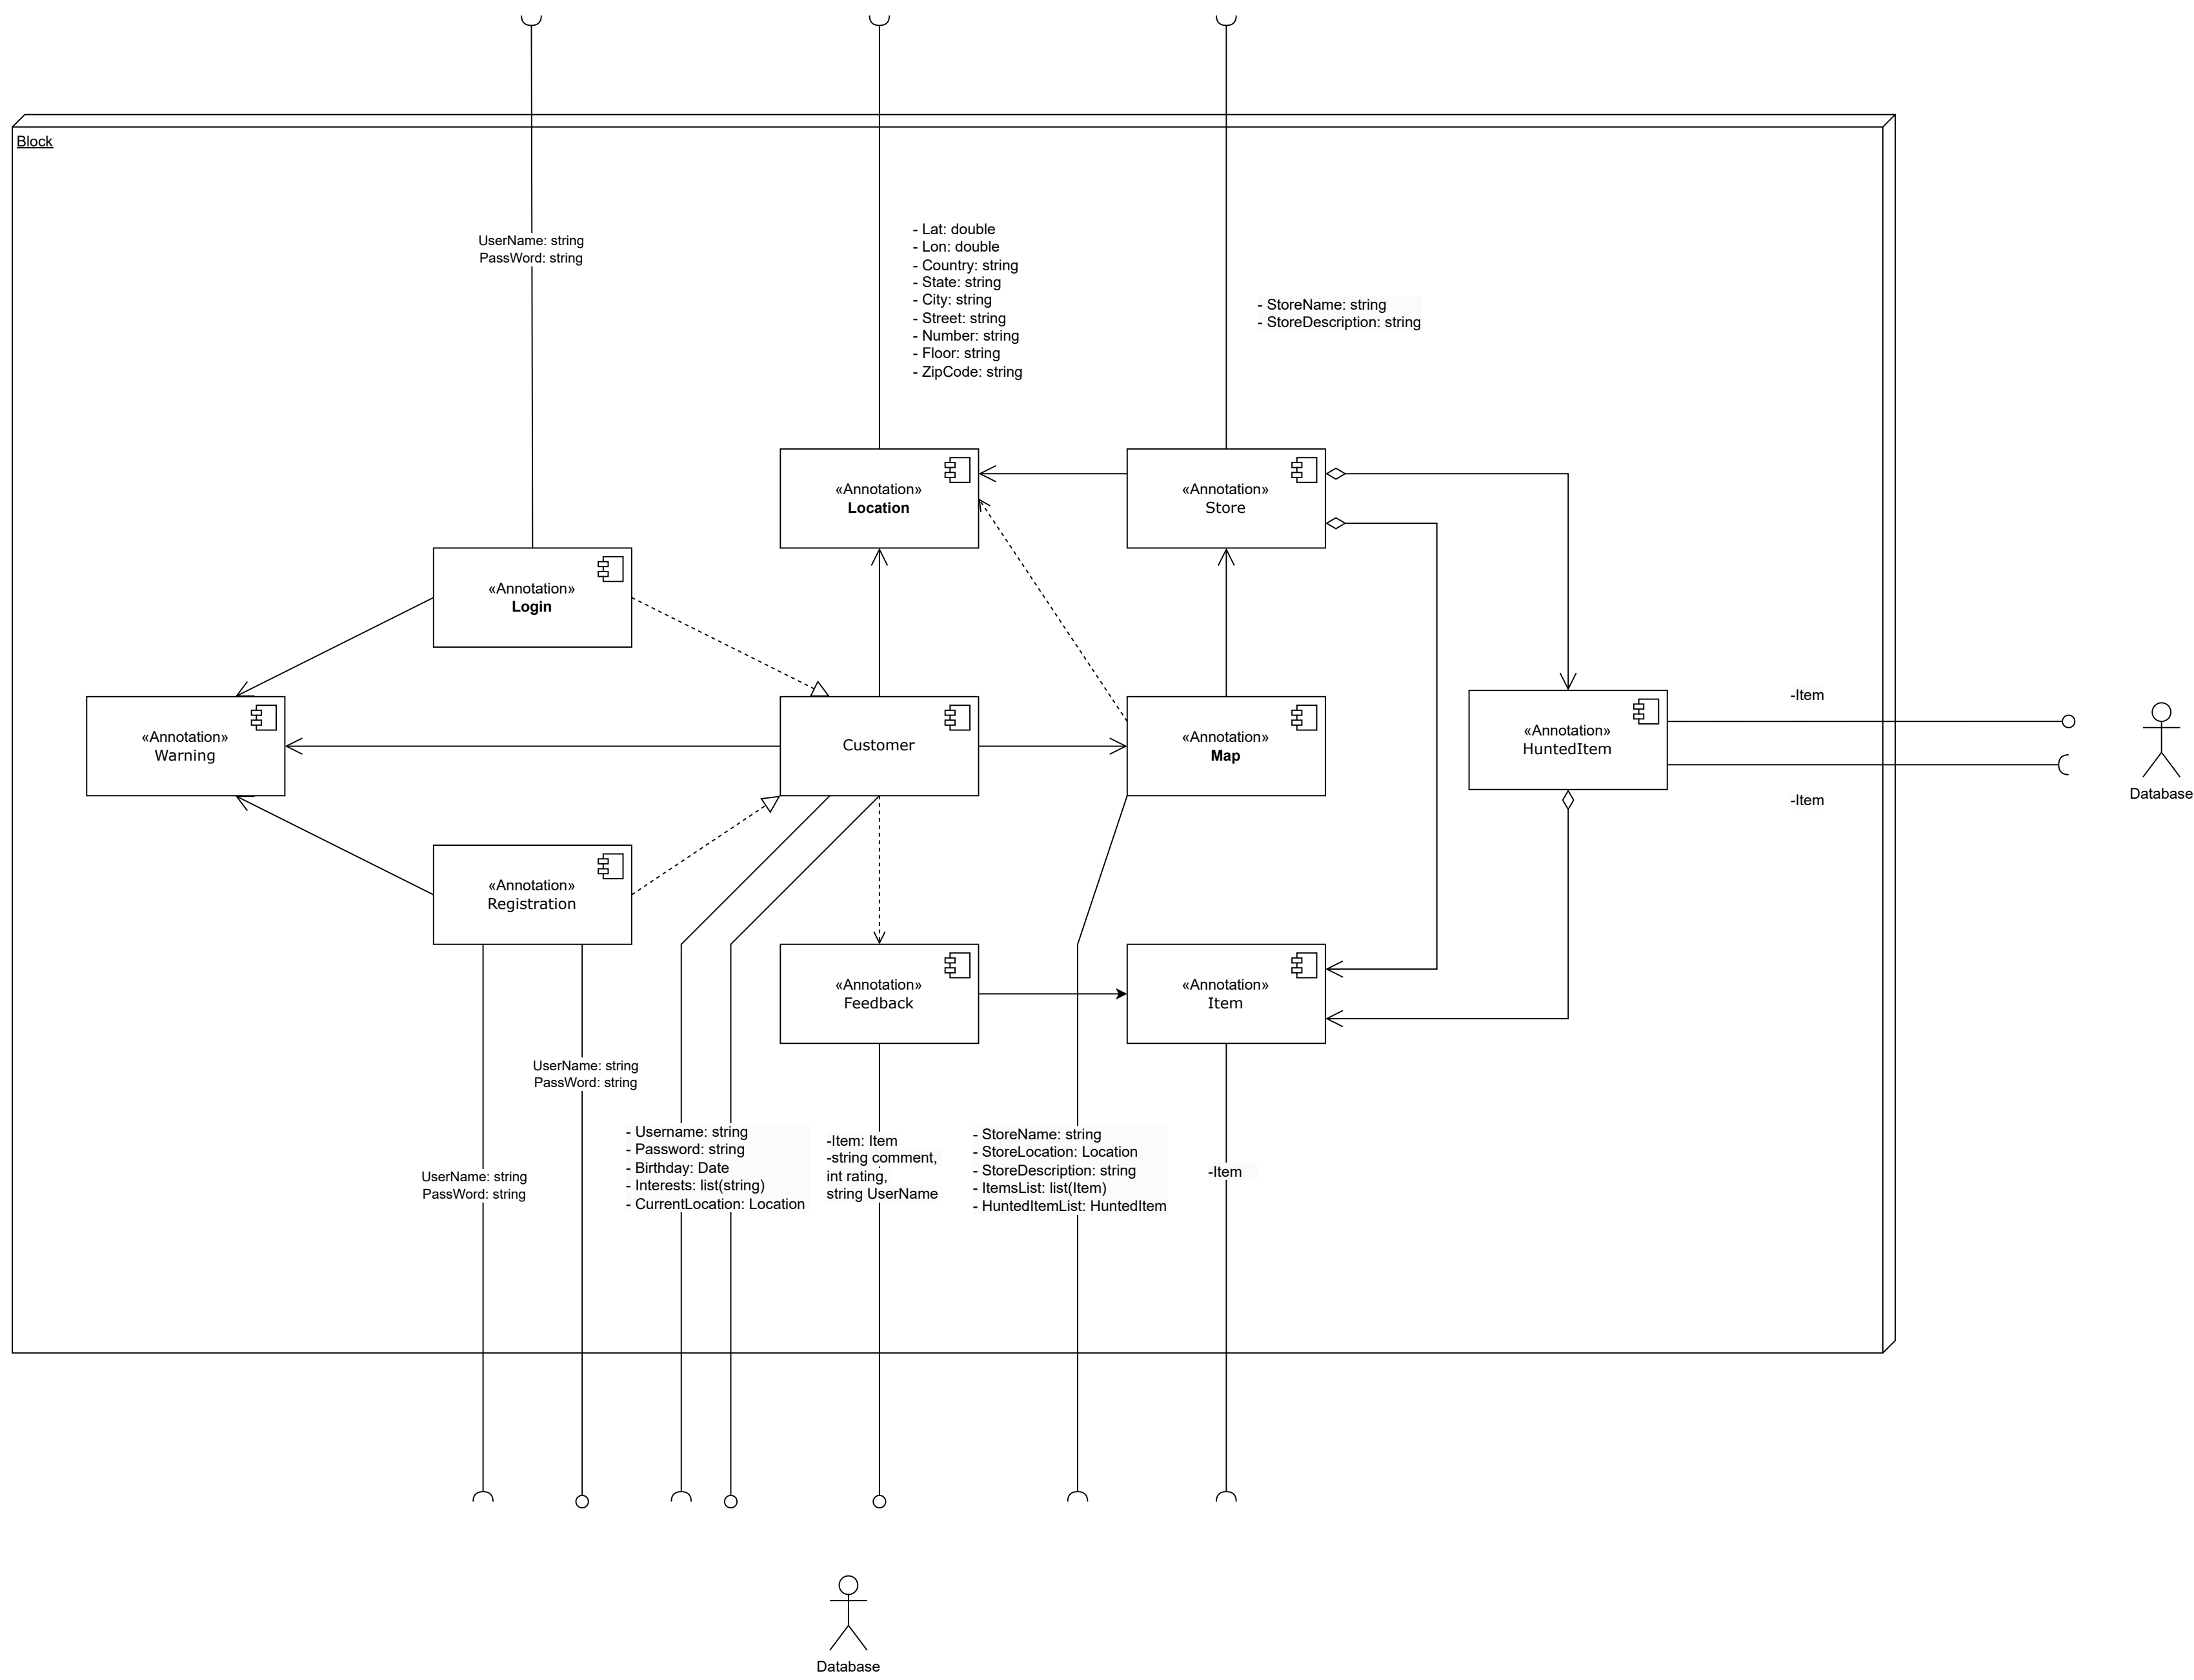 Block
UserName: string
PassWord: string
- Lat: double
- Lon: double
- Country: string
- State: string
- City: string
- Street: string
- Number: string
- Floor: string
- ZipCode: string
- StoreName: string
- StoreDescription: string
«Annotation»
Location
«Annotation»
Store
«Annotation»
Login
«Annotation»
Warning
Customer
«Annotation»
Map
«Annotation»
HuntedItem
-Item
-Item
Database
«Annotation»
Registration
«Annotation»
Feedback
«Annotation»
Item
UserName: string
PassWord: string
UserName: string
PassWord: string
- Username: string
- Password: string
- Birthday: Date
- Interests: list(string)
- CurrentLocation: Location
-Item: Item
-string comment,
int rating,
string UserName
- StoreName: string
- StoreLocation: Location
- StoreDescription: string
- ItemsList: list(Item)
- HuntedItemList: HuntedItem
-Item
Database